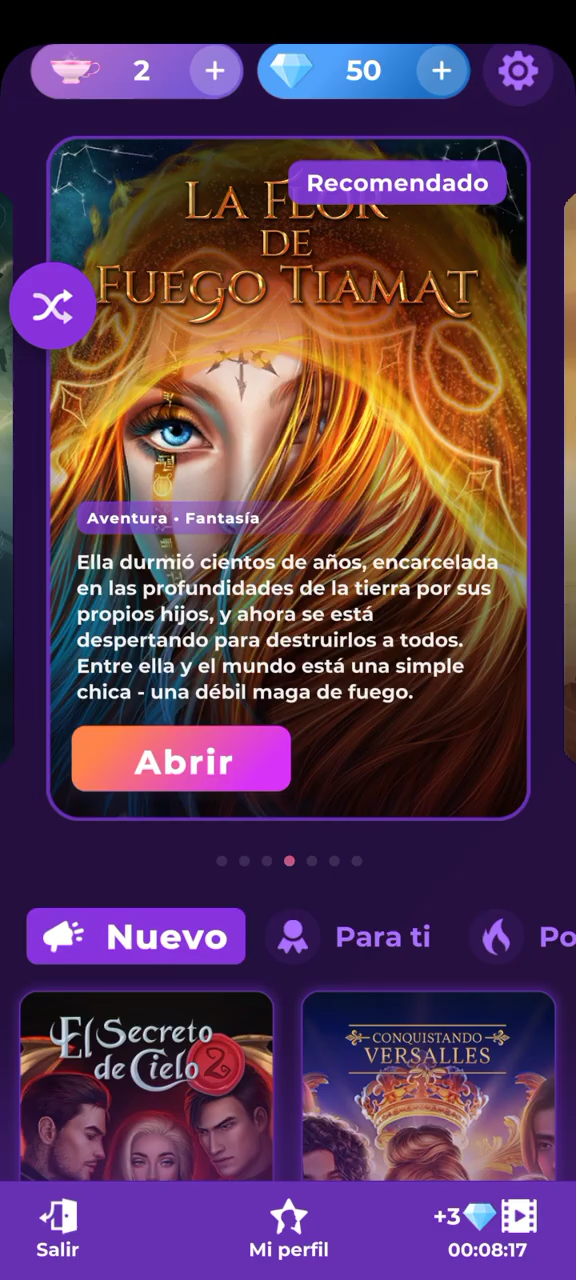 2
50
Recomendado
LA FLOR
DE
FUEGO TIAMAT
Aventura • Fantasía
Ella durmió cientos de años, encarcelada
en las profundidades de la tierra por sus
propios hijos, y ahora se está
despertando para destruirlos a todos.
Entre ella y el mundo está una simple
chica - una débil maga de fuego.
Abrir
Nuevo
Para ti
Po
El Secreto
de Cielo 2
CONQUISTANDO
VERSALLES
+3
Salir
Mi perfil
00:08:17